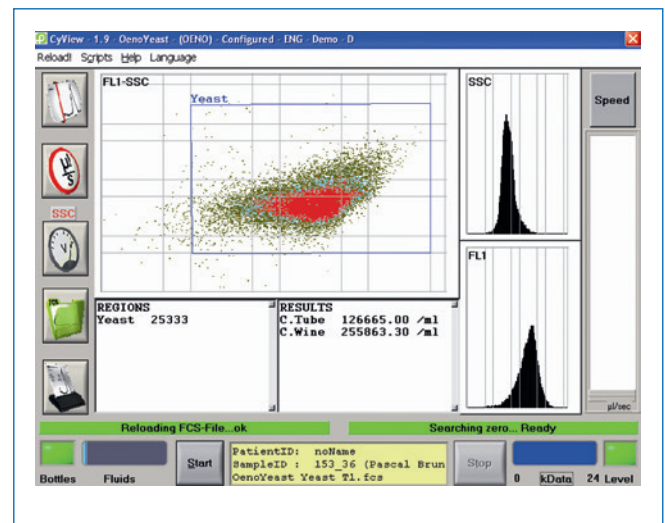 CyView - 1.9 - OenoYeast - (OENO) - Configured - ENG - Demo - D
Reload! Scripts Help Language
FL1-SSC
Yeast
SSC
Speed
SSC
FL1
REGIONS
Yeast 25333
RESULTS
C.Tube 126665.00 /ml
C.Wine 255863.30 /ml
µl/sec
Reloading FCS-File...ok
Searching zero... Ready
Bottles
Fluids
Start
PatientID: noName
SampleID : 153_36 (Pascal Brun
OenoYeast Yeast T1.fcs
Stop
0 kData 24
Level